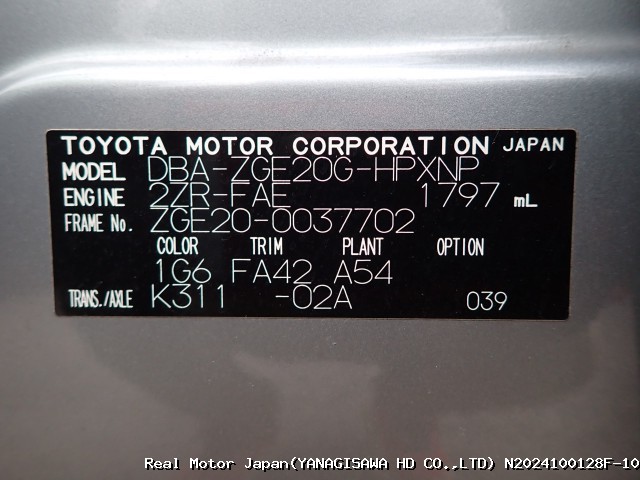 TOYOTA MOTOR CORPORATION JAPAN
MODEL DBA-ZGE20G-HPXNP
ENGINE 2ZR-FAE 1797 mL
FRAME No. ZGE20-0037702
COLOR TRIM PLANT OPTION
1G6 FA42 A54
TRANS./AXLE K311 -02A 039
Real Motor Japan(YANAGISAWA HD CO.,LTD) N2024100128F-10